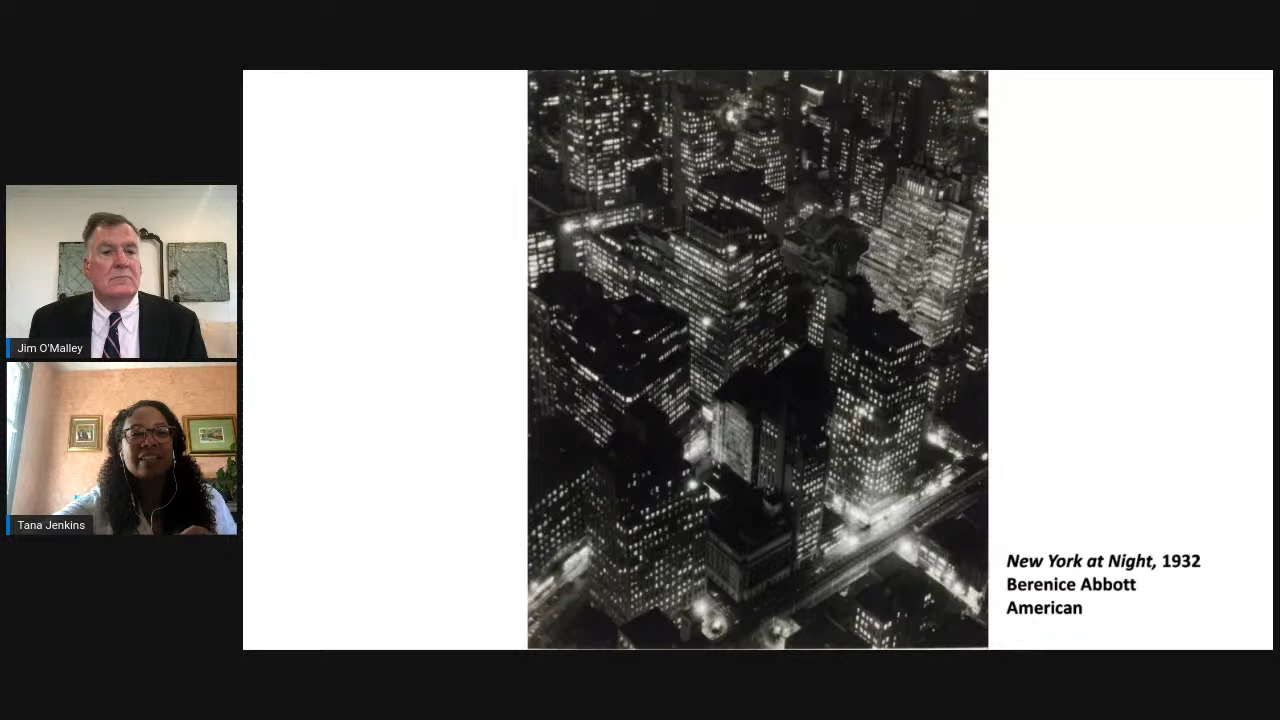 Jim O'Malley
Tana Jenkins
New York at Night, 1932
Berenice Abbott
American